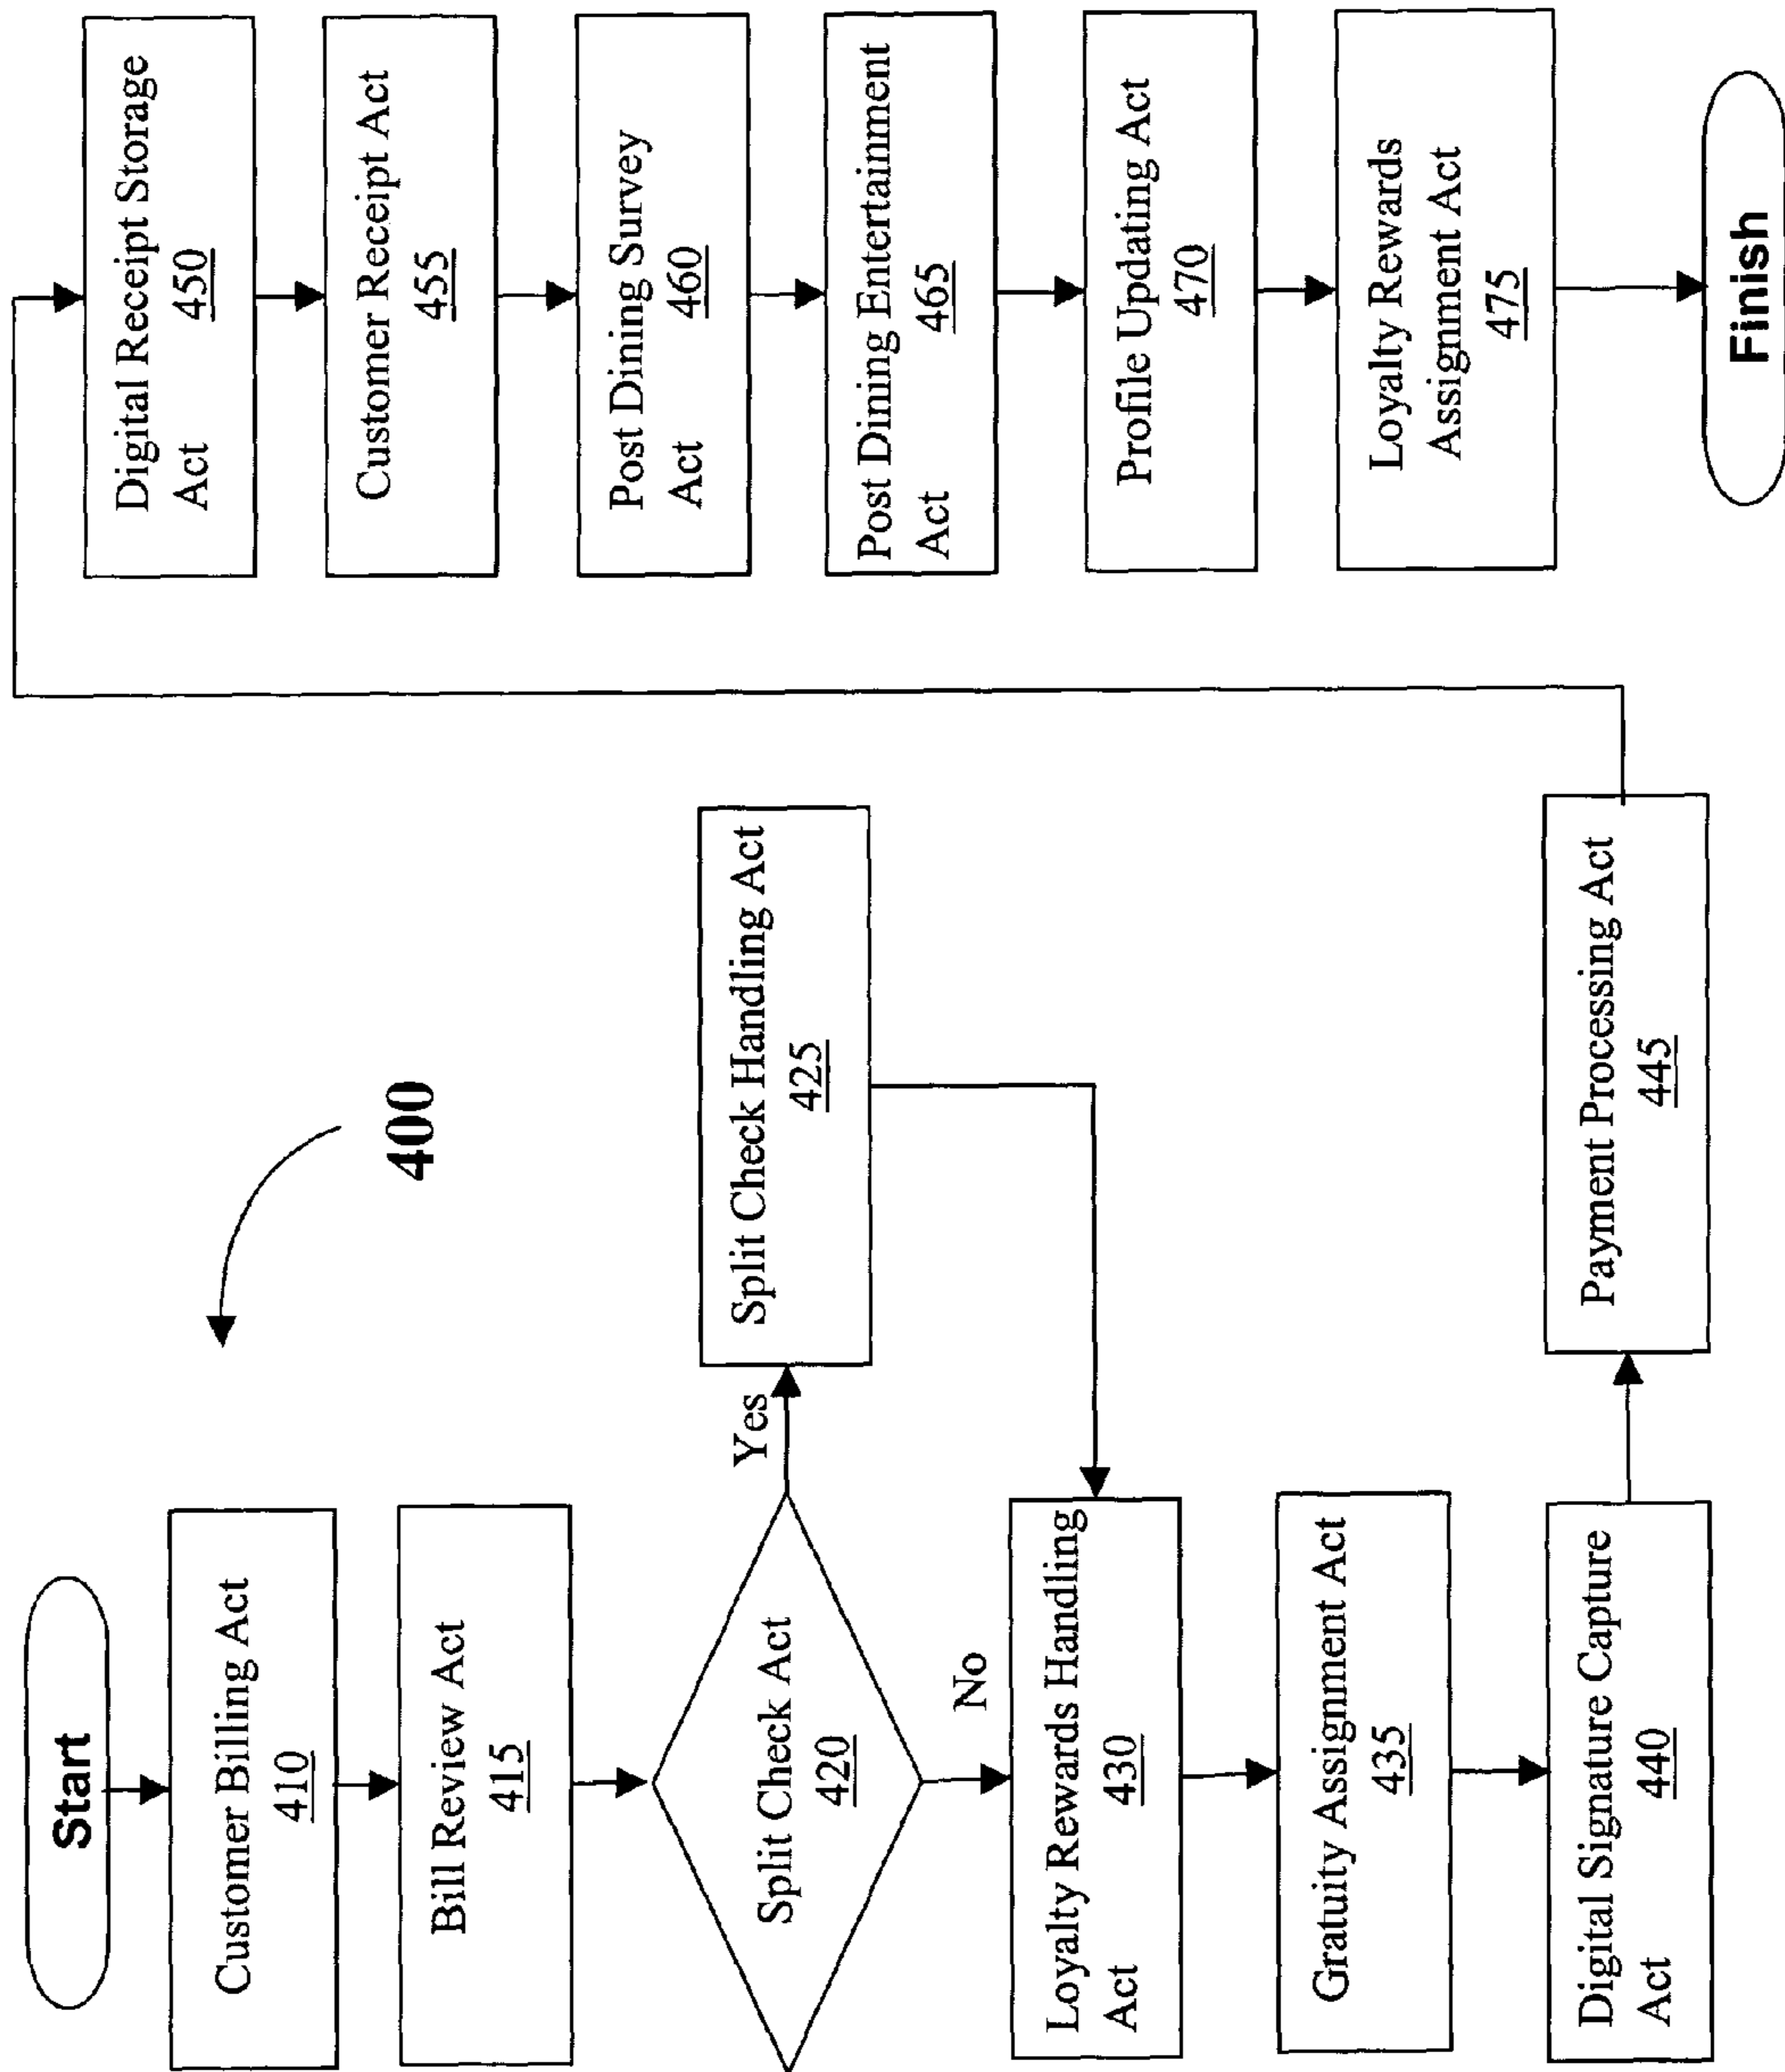 Start
Customer Billing Act
410
Bill Review Act
415
Split Check Act
420
Yes
No
Split Check Handling Act
425
Loyalty Rewards Handling
Act
430
Gratuity Assignment Act
435
Digital Signature Capture
Act
440
Payment Processing Act
445
400
Digital Receipt Storage
Act
450
Customer Receipt Act
455
Post Dining Survey
Act
460
Post Dining Entertainment
Act
465
Profile Updating Act
470
Loyalty Rewards
Assignment Act
475
Finish